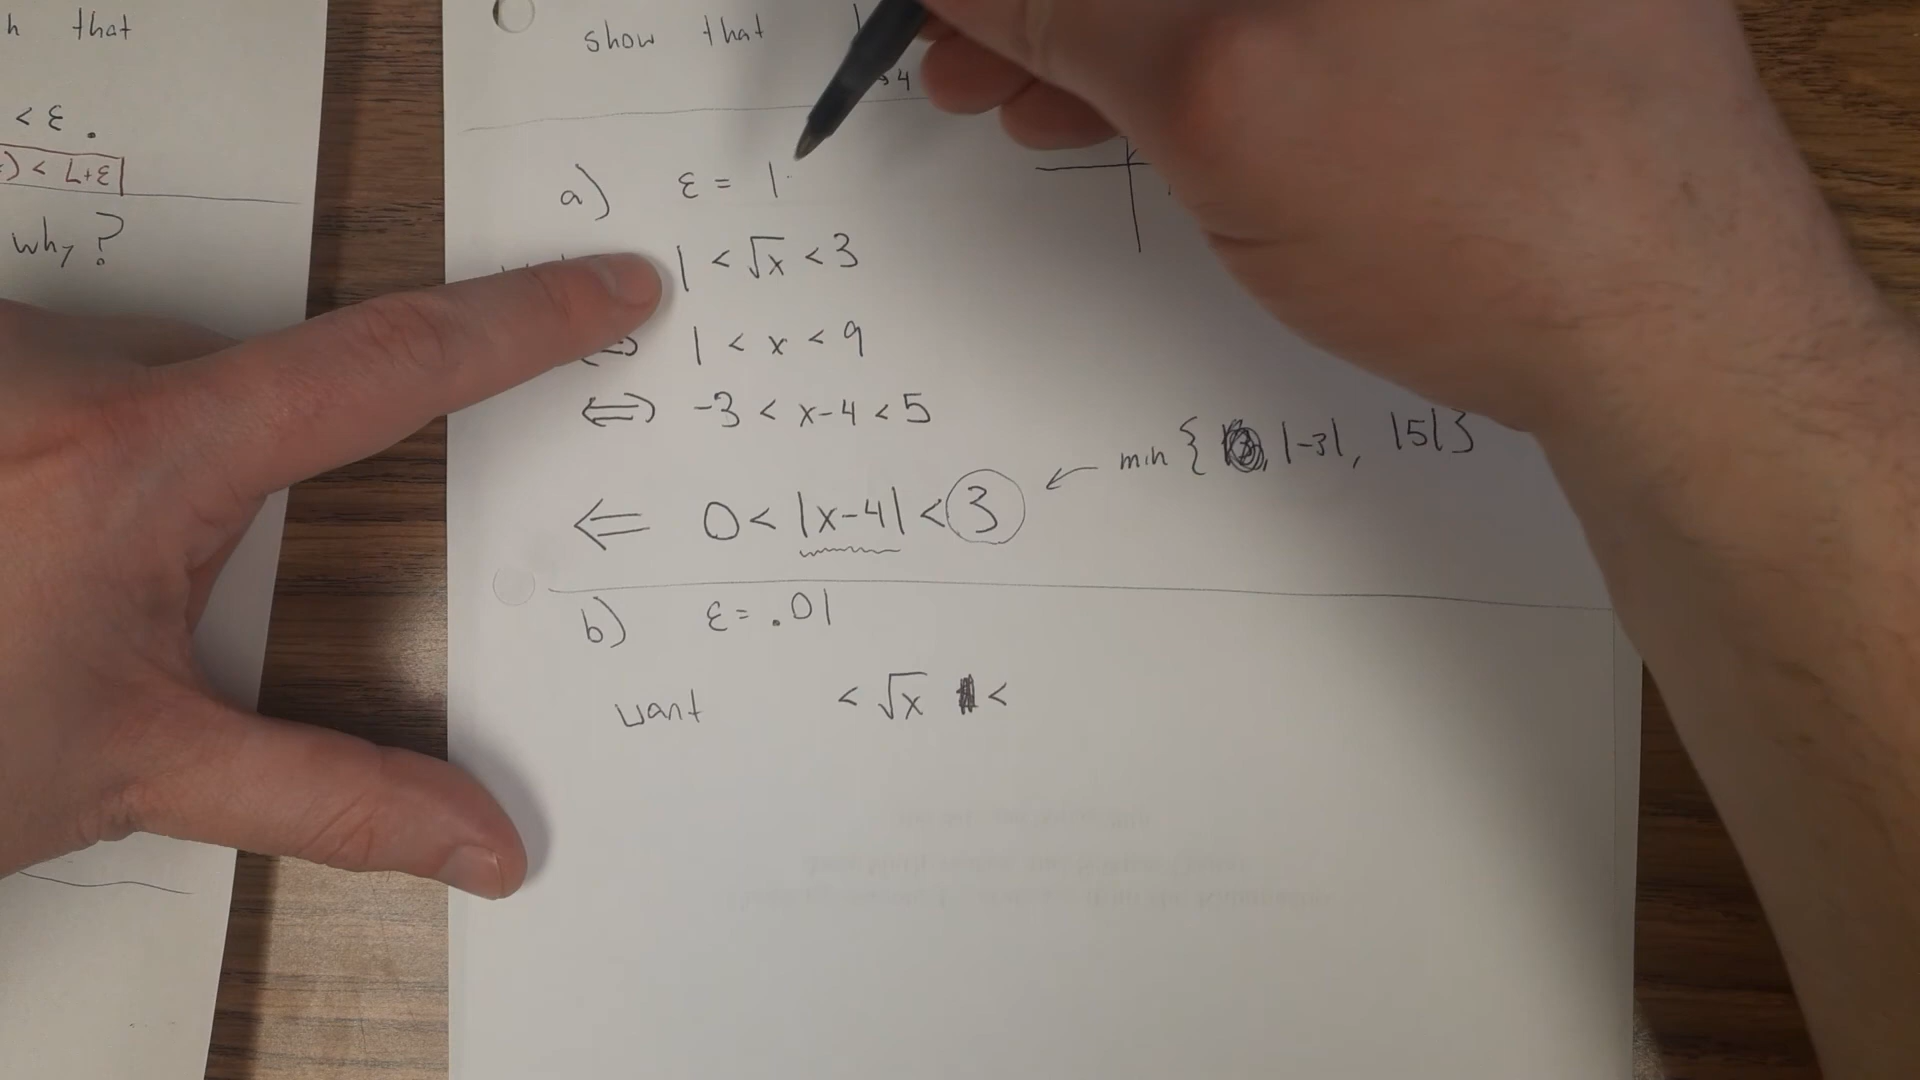 h that
< ε .
) < L+ε
why?
show that
→ 4
a) ε = 1
1 < √x < 3
⟺ 1 < x < 9
⟺ -3 < x-4 < 5
⟸ 0 < |x-4| < 3 ← min { |-3|, |5| }
b) ε = .01
want < √x <